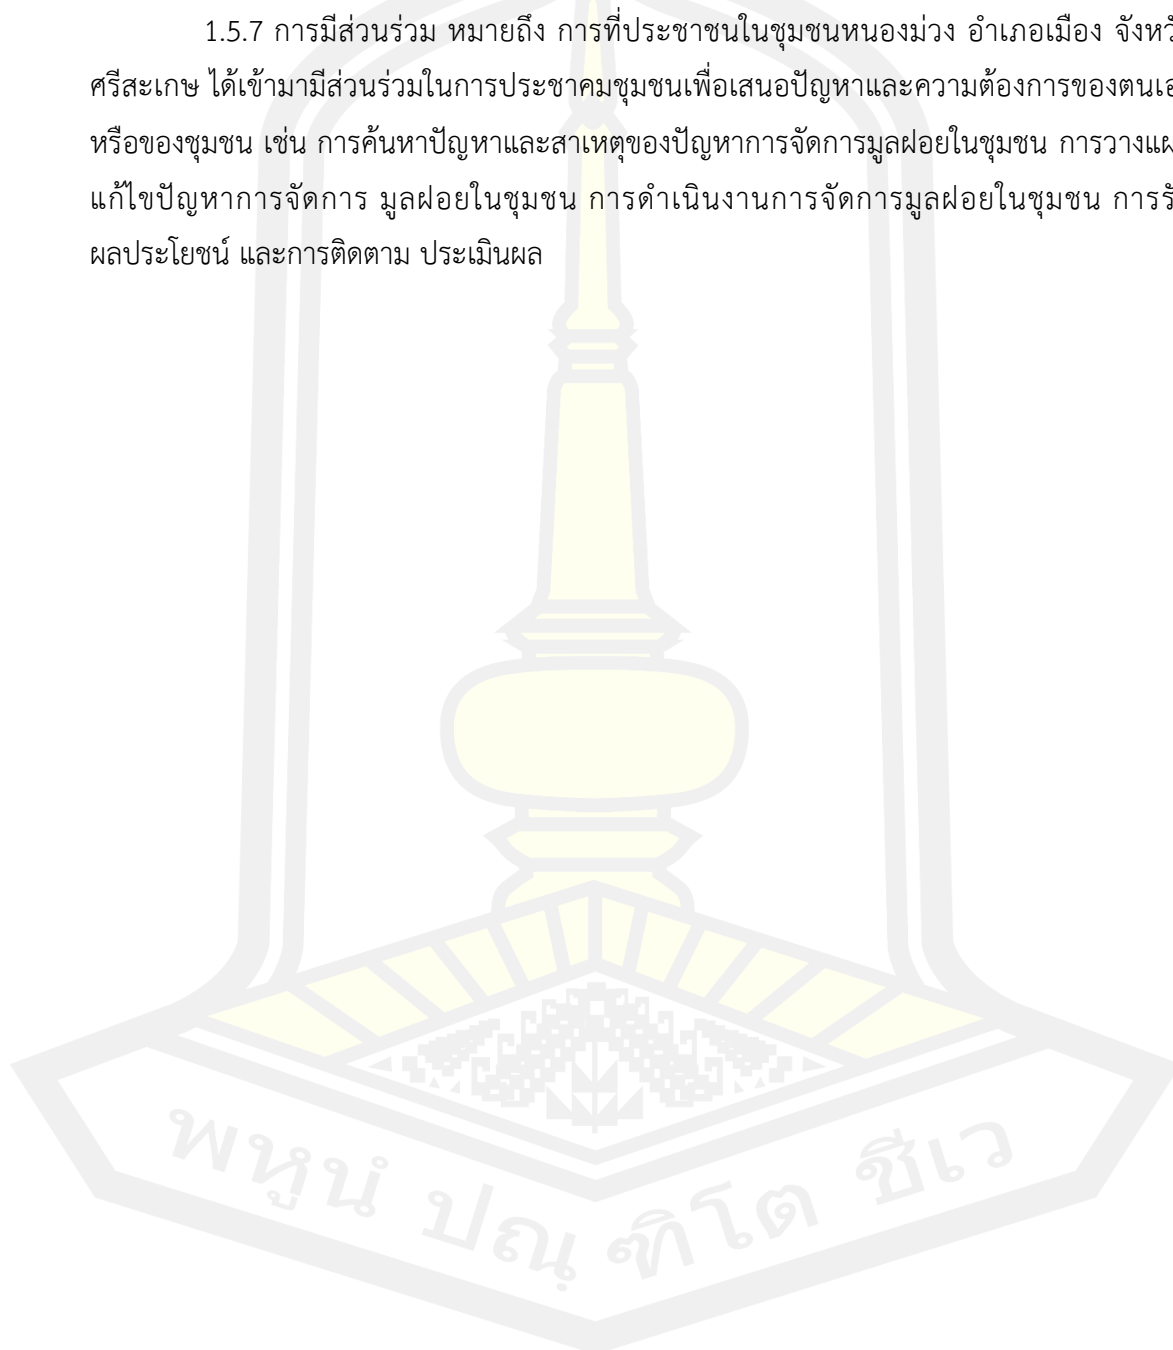 1.5.7 การมีส่วนร่วม หมายถึง การที่ประชาชนในชุมชนหนองม่วง อำเภอเมือง จังหวั
ศรีสะเกษ ได้เข้ามามีส่วนร่วมในการประชาคมชุมชนเพื่อเสนอปัญหาและความต้องการของตนเอ
หรือของชุมชน เช่น การค้นหาปัญหาและสาเหตุของปัญหาการจัดการมูลฝอยในชุมชน การวางแผ
แก้ไขปัญหาการจัดการ มูลฝอยในชุมชน การดำเนินงานการจัดการมูลฝอยในชุมชน การรั
ผลประโยชน์ และการติดตาม ประเมินผล
พหูนํ ปณฺฑิโต ชีเว